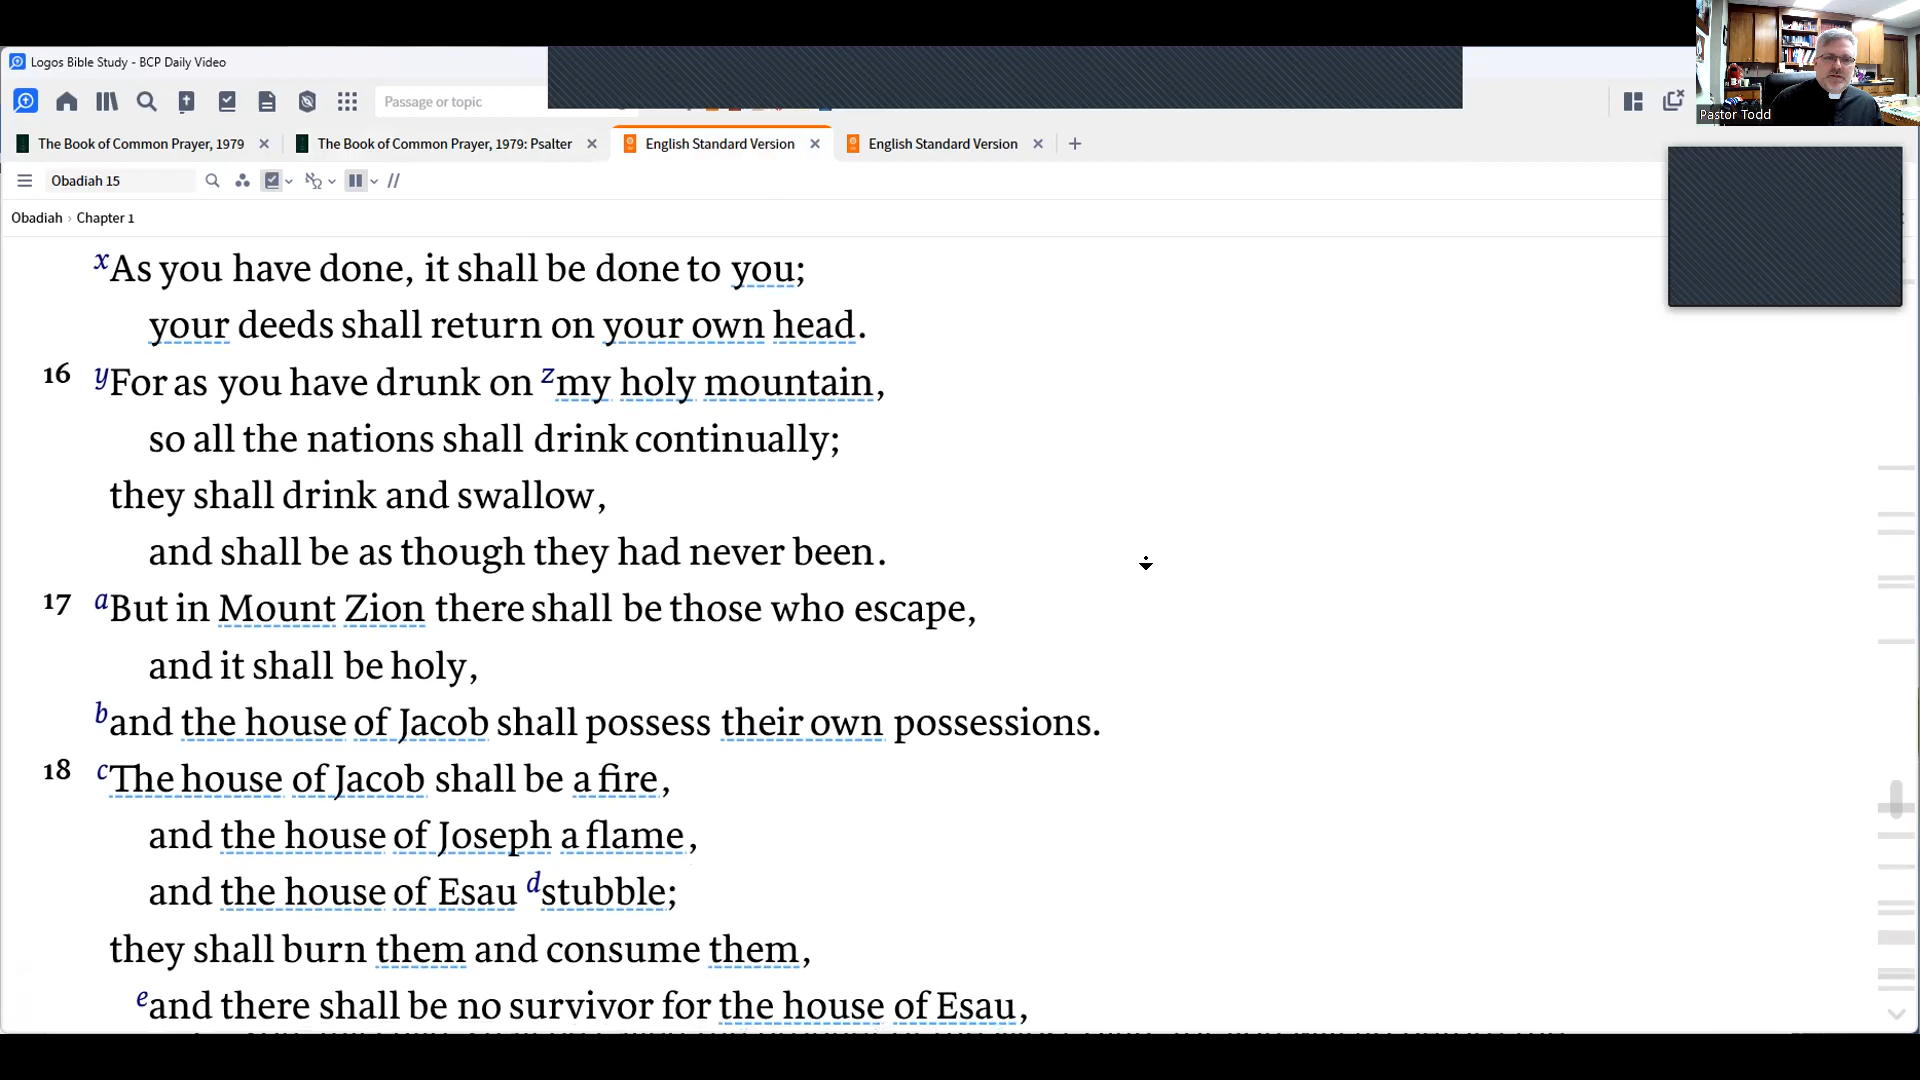 Logos Bible Study - BCP Daily Video
Passage or topic
Pastor Todd
The Book of Common Prayer, 1979
The Book of Common Prayer, 1979: Psalter
English Standard Version
English Standard Version
Obadiah 15
Obadiah › Chapter 1
xAs you have done, it shall be done to you;
your deeds shall return on your own head.
16 yFor as you have drunk on zmy holy mountain,
so all the nations shall drink continually;
they shall drink and swallow,
and shall be as though they had never been.
17 aBut in Mount Zion there shall be those who escape,
and it shall be holy,
band the house of Jacob shall possess their own possessions.
18 cThe house of Jacob shall be a fire,
and the house of Joseph a flame,
and the house of Esau dstubble;
they shall burn them and consume them,
eand there shall be no survivor for the house of Esau,